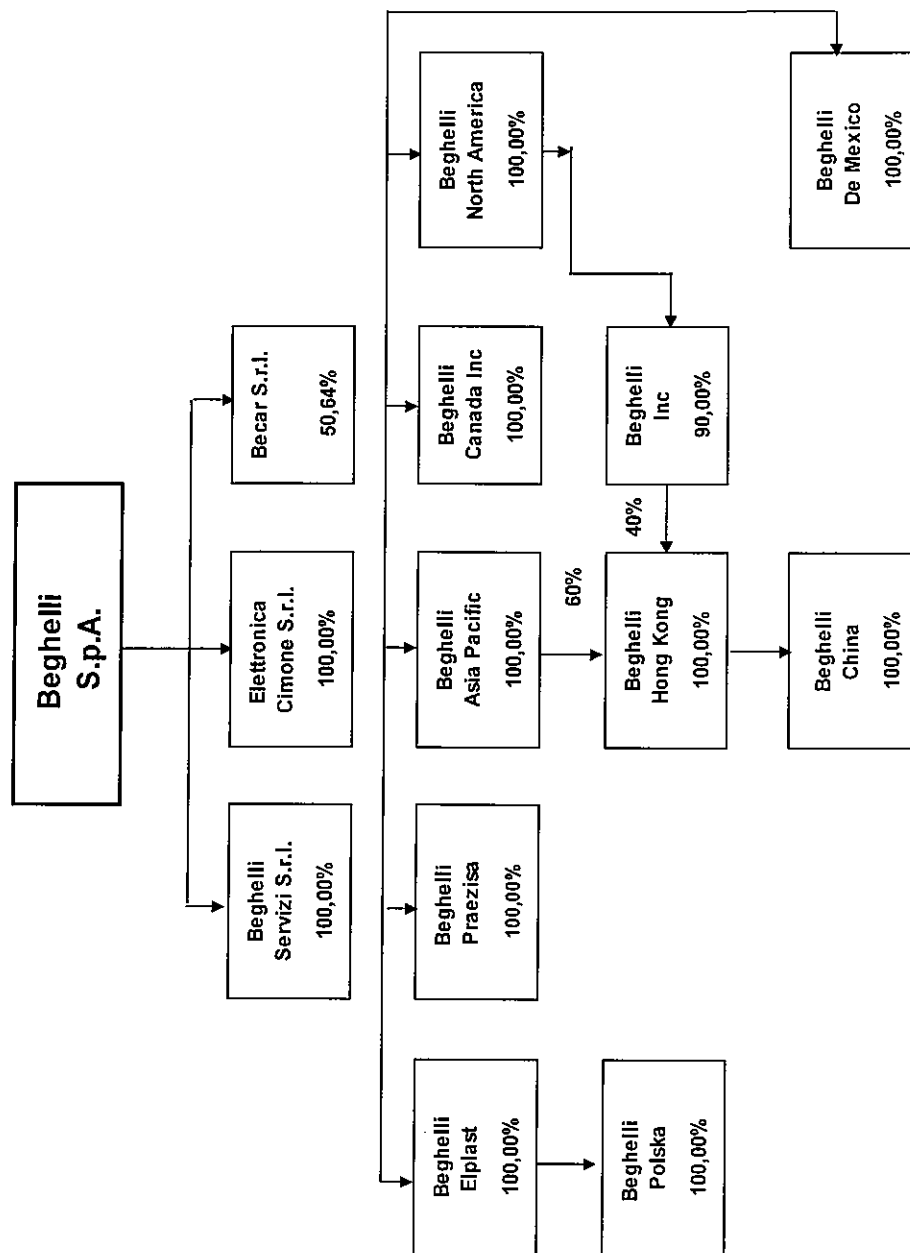 Beghelli
S.p.A.
Beghelli
Servizi S.r.l.
100,00%
Elettronica
Cimone S.r.l.
100,00%
Becar S.r.l.
50,64%
Beghelli
Elplast
100,00%
Beghelli
Praezisa
100,00%
Beghelli
Asia Pacific
100,00%
Beghelli
Canada Inc
100,00%
Beghelli
North America
100,00%
60%
40%
Beghelli
Polska
100,00%
Beghelli
Hong Kong
100,00%
Beghelli
Inc
90,00%
Beghelli
China
100,00%
Beghelli
De Mexico
100,00%